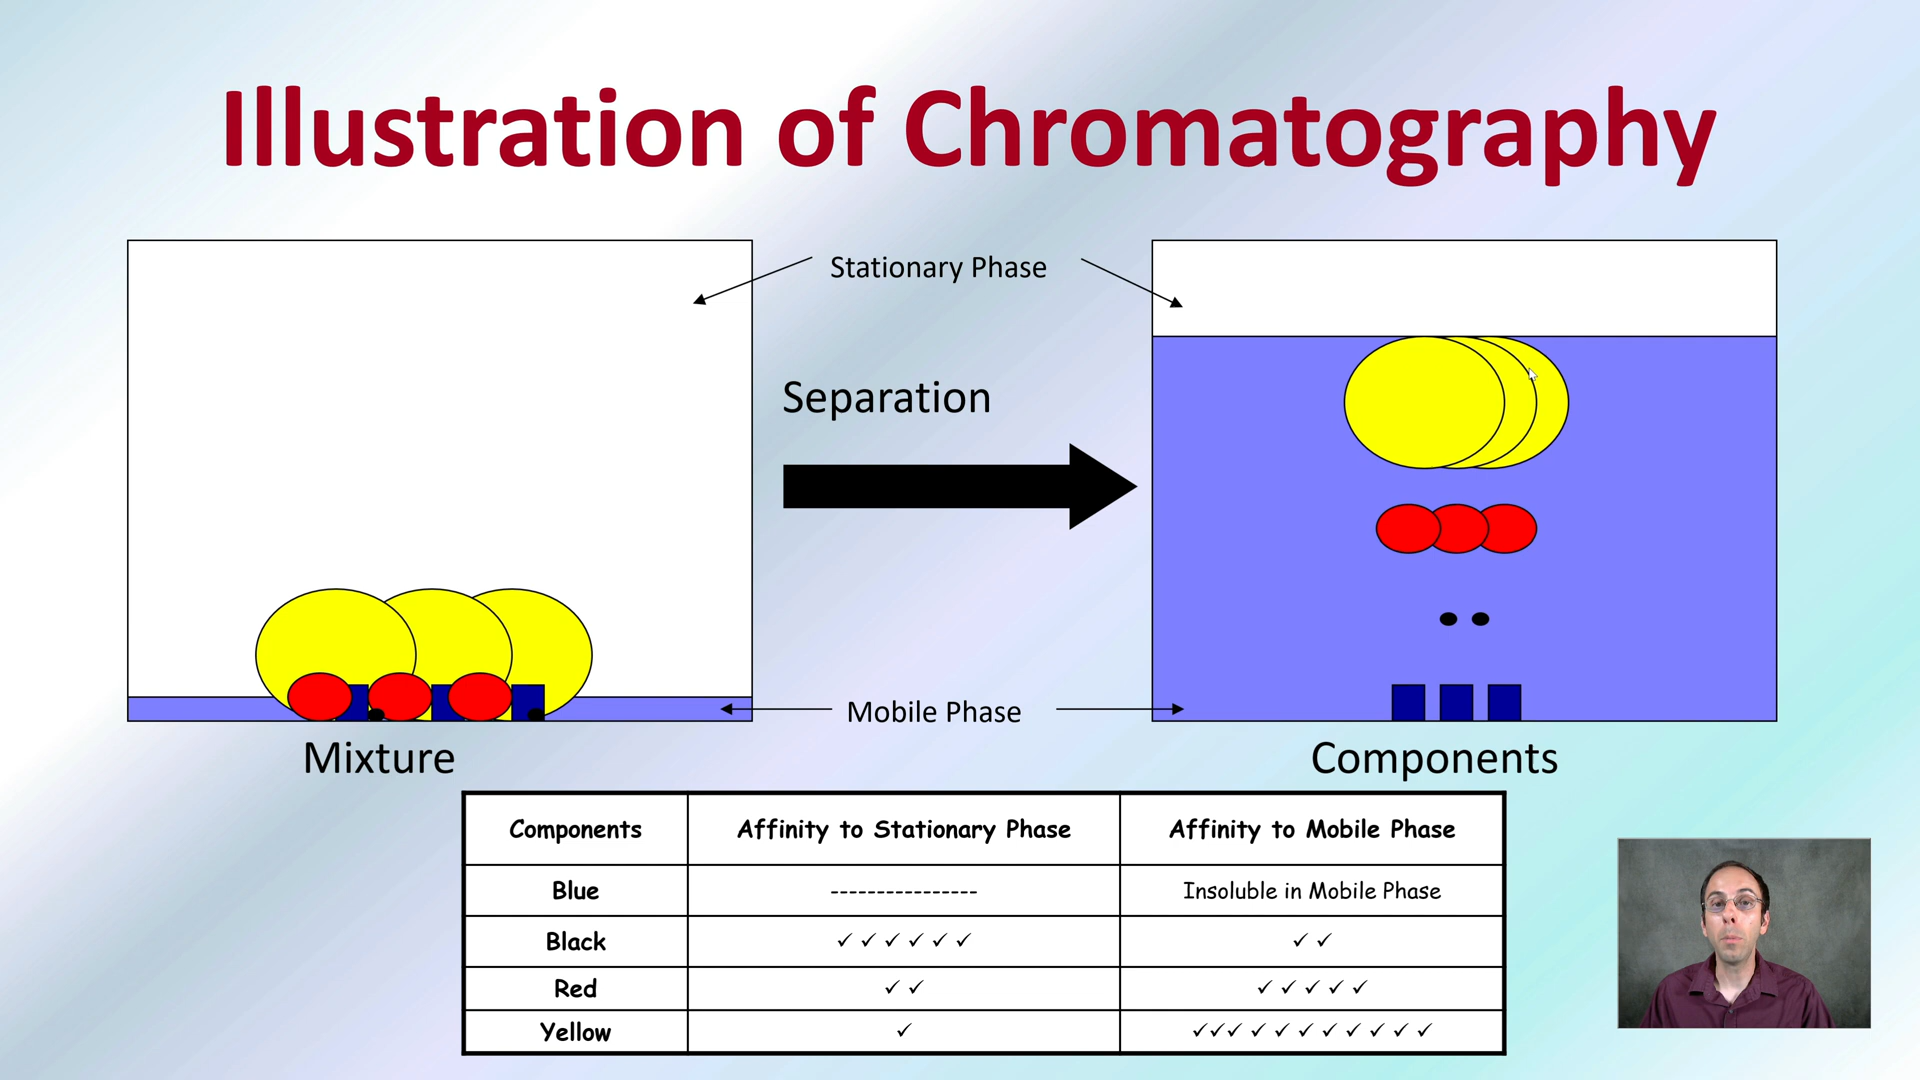 Illustration of Chromatography
Stationary Phase
Separation
Mobile Phase
Mixture
Components
Components Affinity to Stationary Phase Affinity to Mobile Phase
Blue ---------------- Insoluble in Mobile Phase
Black ✓ ✓ ✓ ✓ ✓ ✓ ✓ ✓
Red ✓ ✓ ✓ ✓ ✓ ✓ ✓
Yellow ✓ ✓✓✓ ✓ ✓ ✓ ✓ ✓ ✓ ✓ ✓